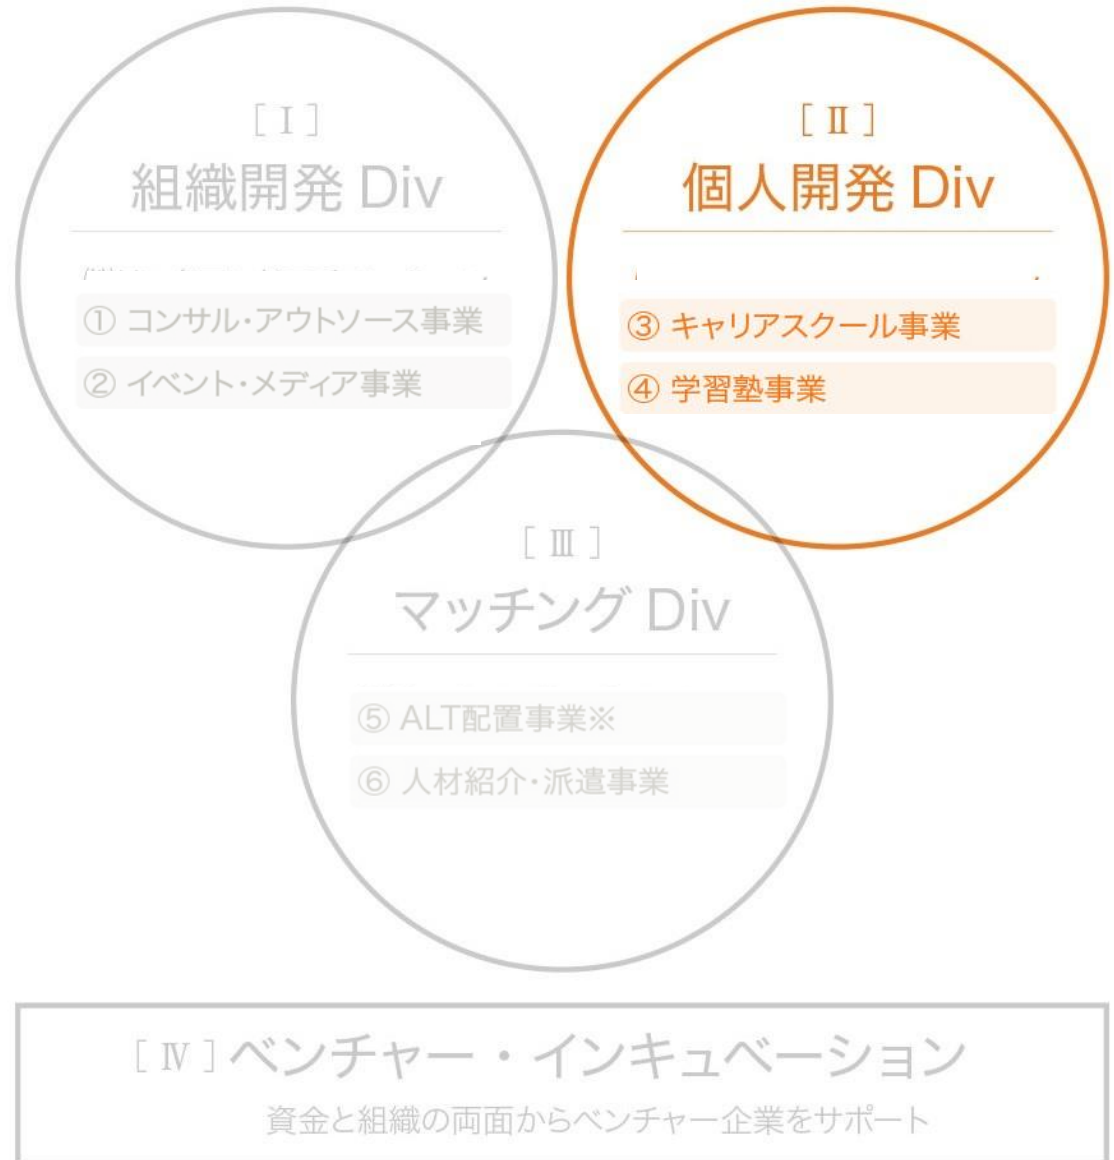 [Ⅰ]
組織開発 Div
① コンサル・アウトソース事業
② イベント・メディア事業
[Ⅱ]
個人開発 Div
③ キャリアスクール事業
④ 学習塾事業
[Ⅲ]
マッチング Div
⑤ ALT配置事業※
⑥ 人材紹介・派遣事業
[Ⅳ]ベンチャー・インキュベーション
資金と組織の両面からベンチャー企業をサポート